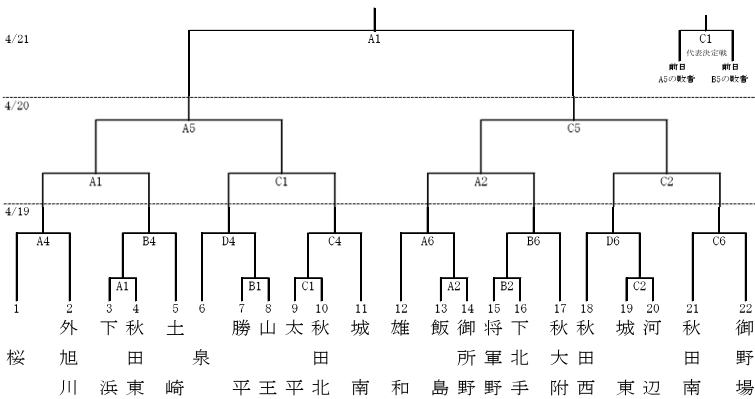 4/21
A1
C1
代表決定戦
前日
A5の敗者
前日
B5の敗者
4/20
A5
C5
A1
C1
A2
C2
4/19
A4
B4
D4
C4
A6
B6
D6
C6
A1
B1
C1
A2
B2
C2
1 2 3 4 5 6 7 8 9 10 11 12 13 14 15 16 17 18 19 20 21 22
桜
外旭川
下浜
秋田東
土崎
泉
勝平
山王
太平
秋田北
城南
雄和
飯島
御所野
将軍野
下北手
秋大附
秋田西
城東
河辺
秋田南
御野場